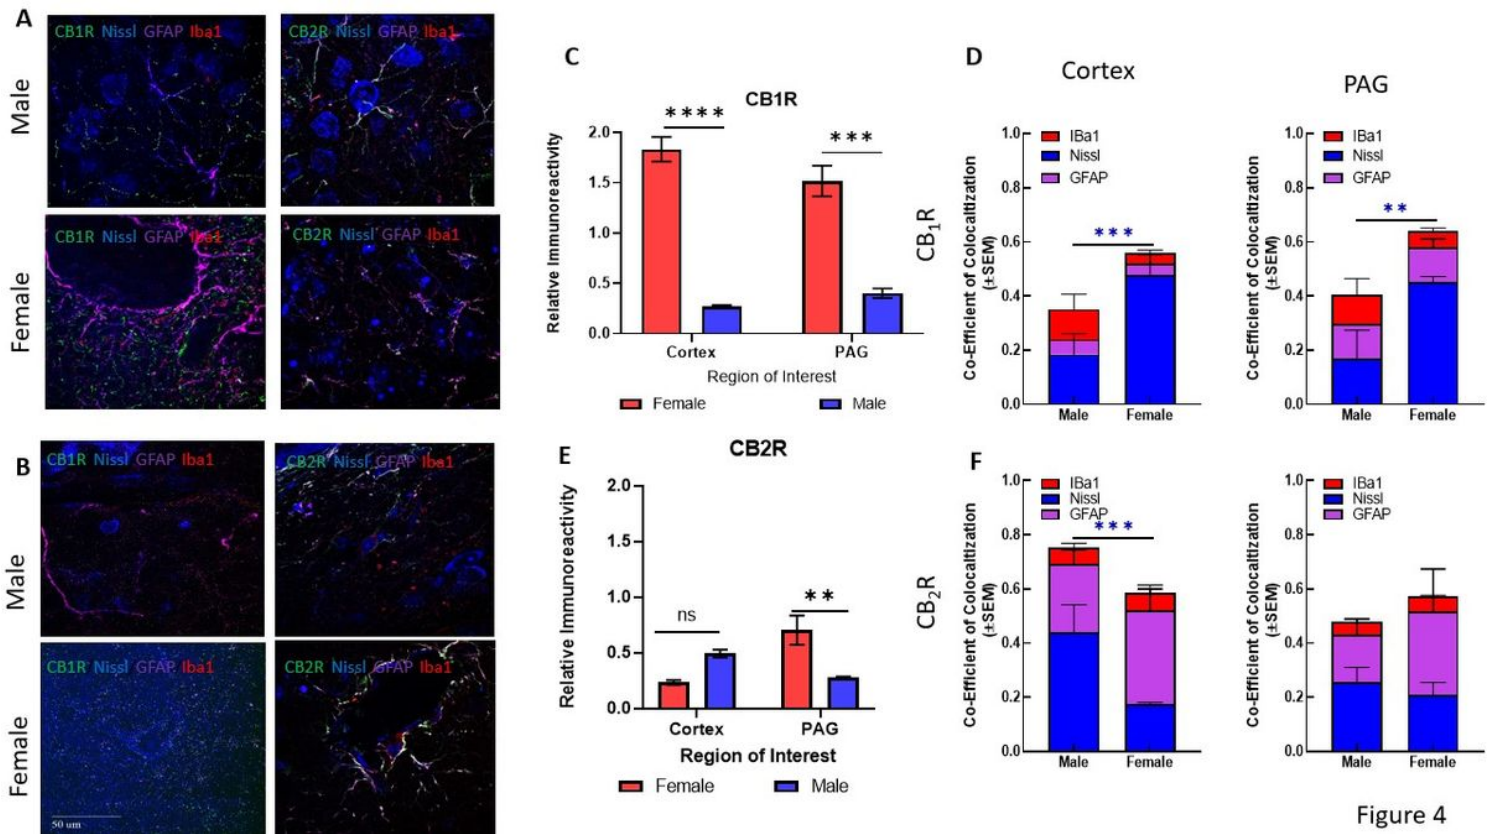 A
CB1R Nissl GFAP Iba1
CB2R Nissl GFAP Iba1
Male
CB1R Nissl GFAP Iba1
CB2R Nissl GFAP Iba1
Female
B
CB1R Nissl GFAP Iba1
CB2R Nissl GFAP Iba1
Male
CB1R Nissl GFAP Iba1
CB2R Nissl GFAP Iba1
Female
50 um
C
CB1R
****
***
Relative Immunoreactivity
2.0
1.5
1.0
0.5
0.0
Cortex
PAG
Region of Interest
Female
Male
D
Cortex
PAG
CB1R
Co-Efficient of Colocaltization
(±SEM)
1.0
0.8
0.6
0.4
0.2
0.0
IBa1
Nissl
GFAP
***
Male
Female
Co-Efficient of Colocaltization
(±SEM)
1.0
0.8
0.6
0.4
0.2
0.0
IBa1
Nissl
GFAP
**
Male
Female
E
CB2R
Relative Immunoreactivity
2.0
1.5
1.0
0.5
0.0
ns
**
Cortex
PAG
Region of Interest
Female
Male
F
CB2R
Co-Efficient of Colocaltization
(±SEM)
1.0
0.8
0.6
0.4
0.2
0.0
IBa1
Nissl
GFAP
***
Male
Female
Co-Efficient of Colocaltization
(±SEM)
1.0
0.8
0.6
0.4
0.2
0.0
IBa1
Nissl
GFAP
Male
Female
Figure 4